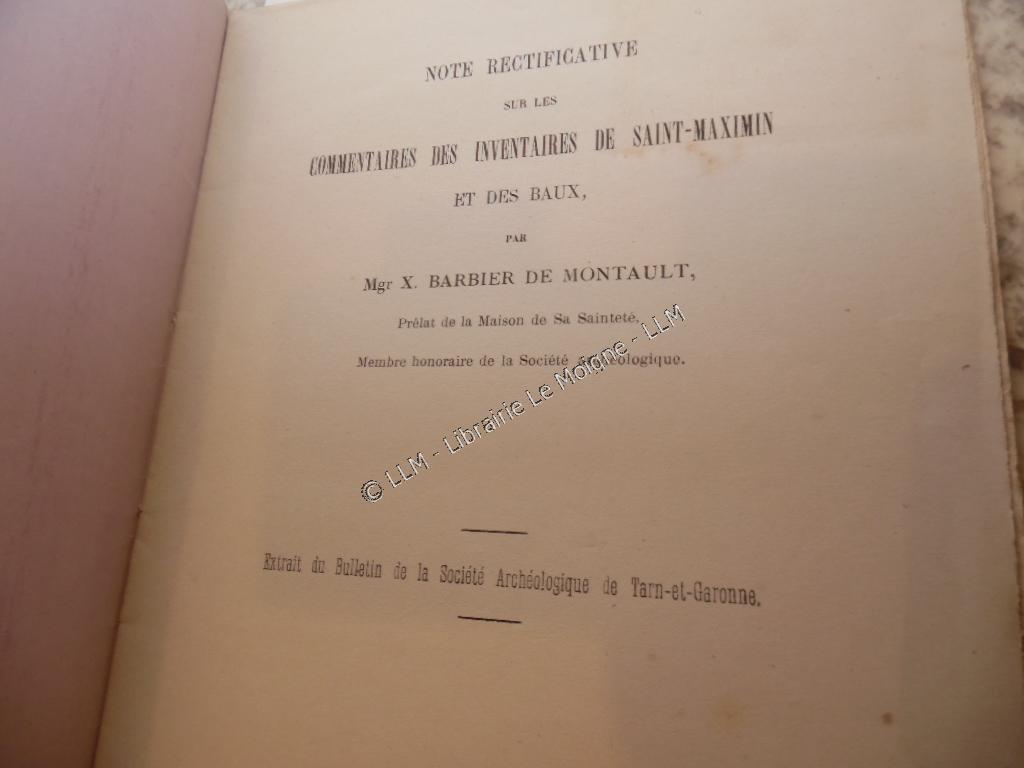 NOTE RECTIFICATIVE
SUR LES
COMMENTAIRES DES INVENTAIRES DE SAINT-MAXIMIN
ET DES BAUX,
PAR
Mgr X. BARBIER DE MONTAULT,
Prélat de la Maison de Sa Sainteté,
Membre honoraire de la Société Archéologique.
© LLM - Librairie Le Moigne - LLM
Extrait du Bulletin de la Société Archéologique de Tarn-et-Garonne.